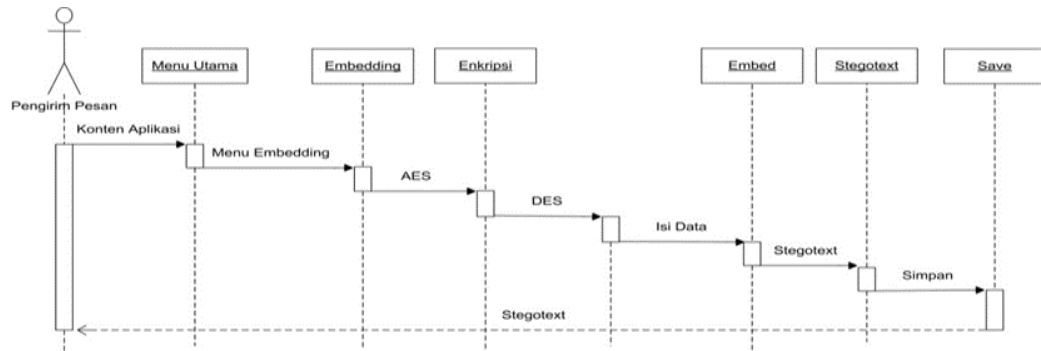 Menu Utama
Embedding
Enkripsi
Embed
Stegotext
Save
Pengirim Pesan
Konten Aplikasi
Menu Embedding
AES
DES
Isi Data
Stegotext
Simpan
Stegotext